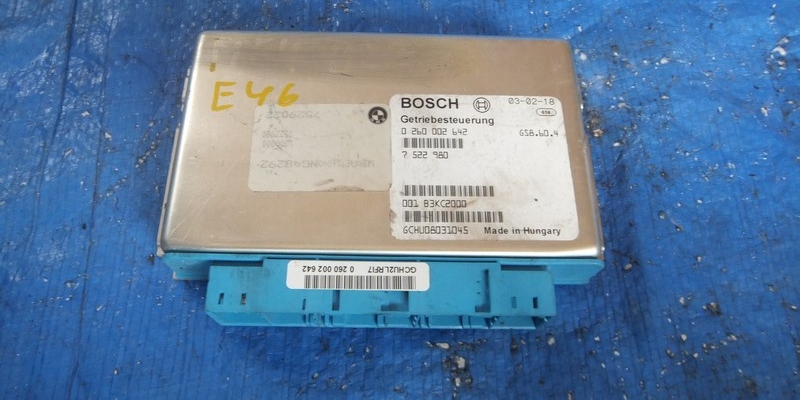 E46
BOSCH 03-02-18
Getriebesteuerung
0 260 002 642 GS8.60.4
7 522 980
001 B3KC2000
GCHU08031045 Made in Hungary
GCHU2LRFI7
0 260 002 642